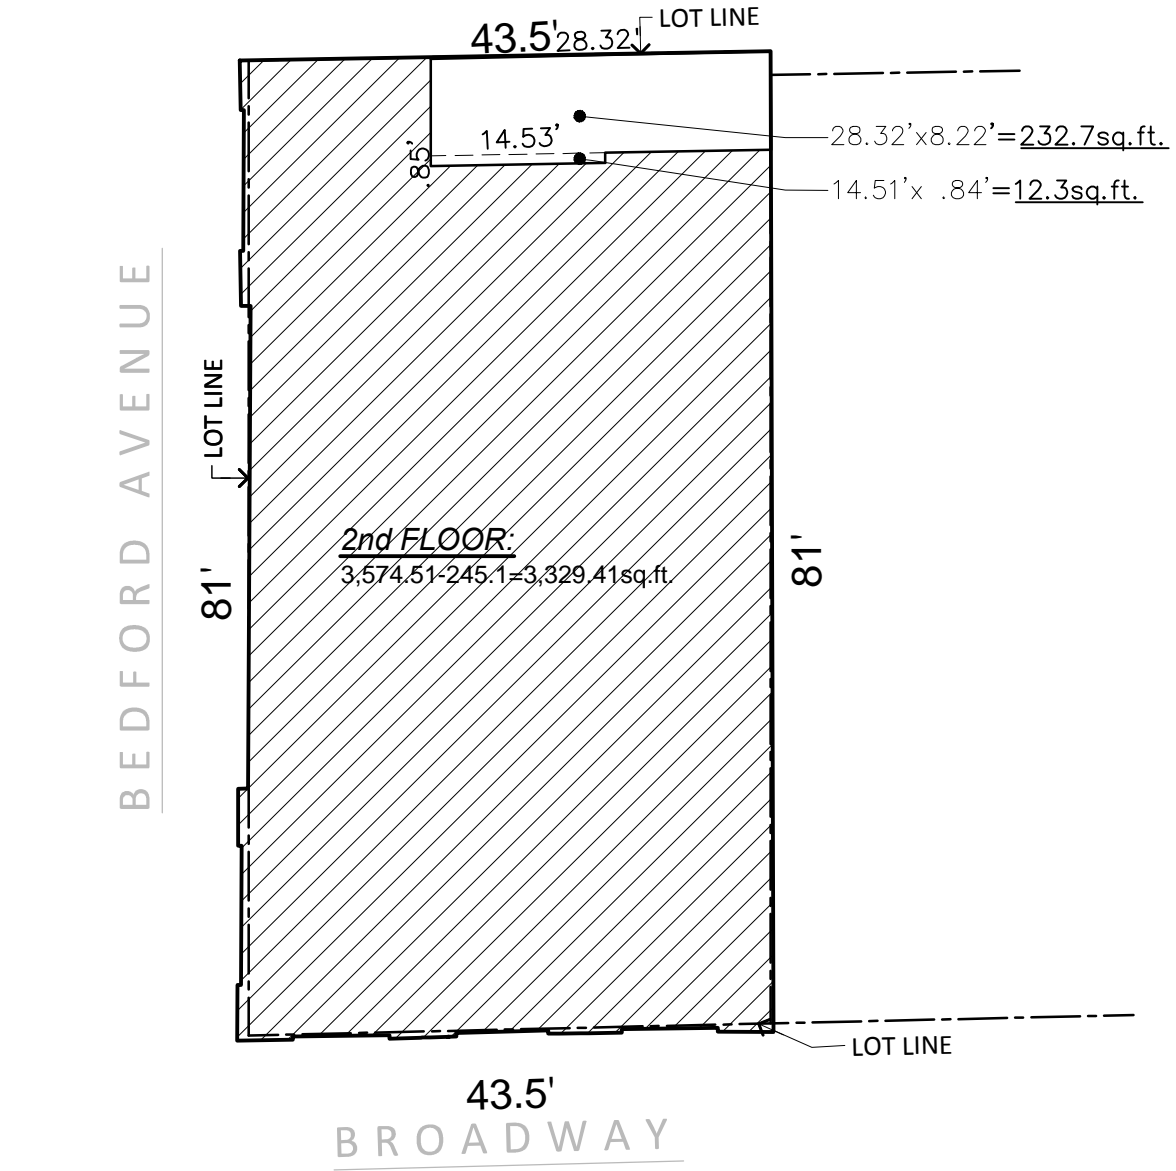 LOT LINE
43.5'
28.32'
28.32'x8.22'=232.7sq.ft.
14.53'
.85'
14.51'x .84'=12.3sq.ft.
BEDFORD AVENUE
LOT LINE
2nd FLOOR:
3,574.51-245.1=3,329.41sq.ft.
81'
81'
LOT LINE
43.5'
BROADWAY